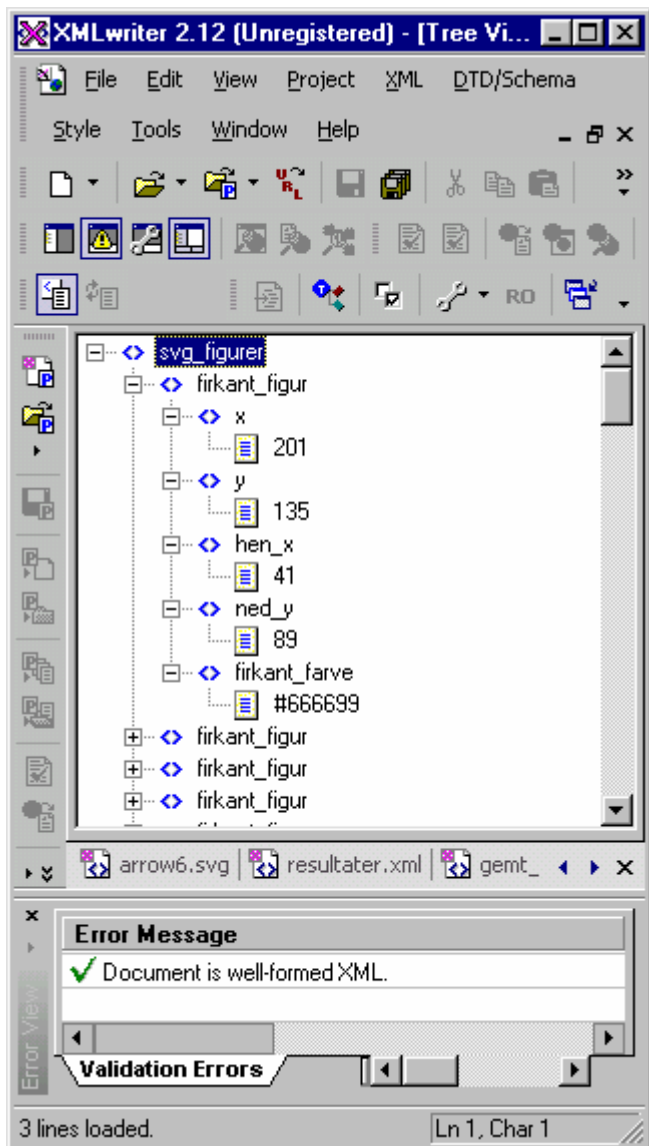 XMLwriter 2.12 (Unregistered) - [Tree Vi...
File Edit View Project XML DTD/Schema
Style Tools Window Help
URL
RO
svg_figurer
firkant_figur
x
201
y
135
hen_x
41
ned_y
89
firkant_farve
#666699
firkant_figur
firkant_figur
firkant_figur
arrow6.svg resultater.xml gemt_
Error Message
Document is well-formed XML.
Error View
Validation Errors
3 lines loaded. Ln 1, Char 1